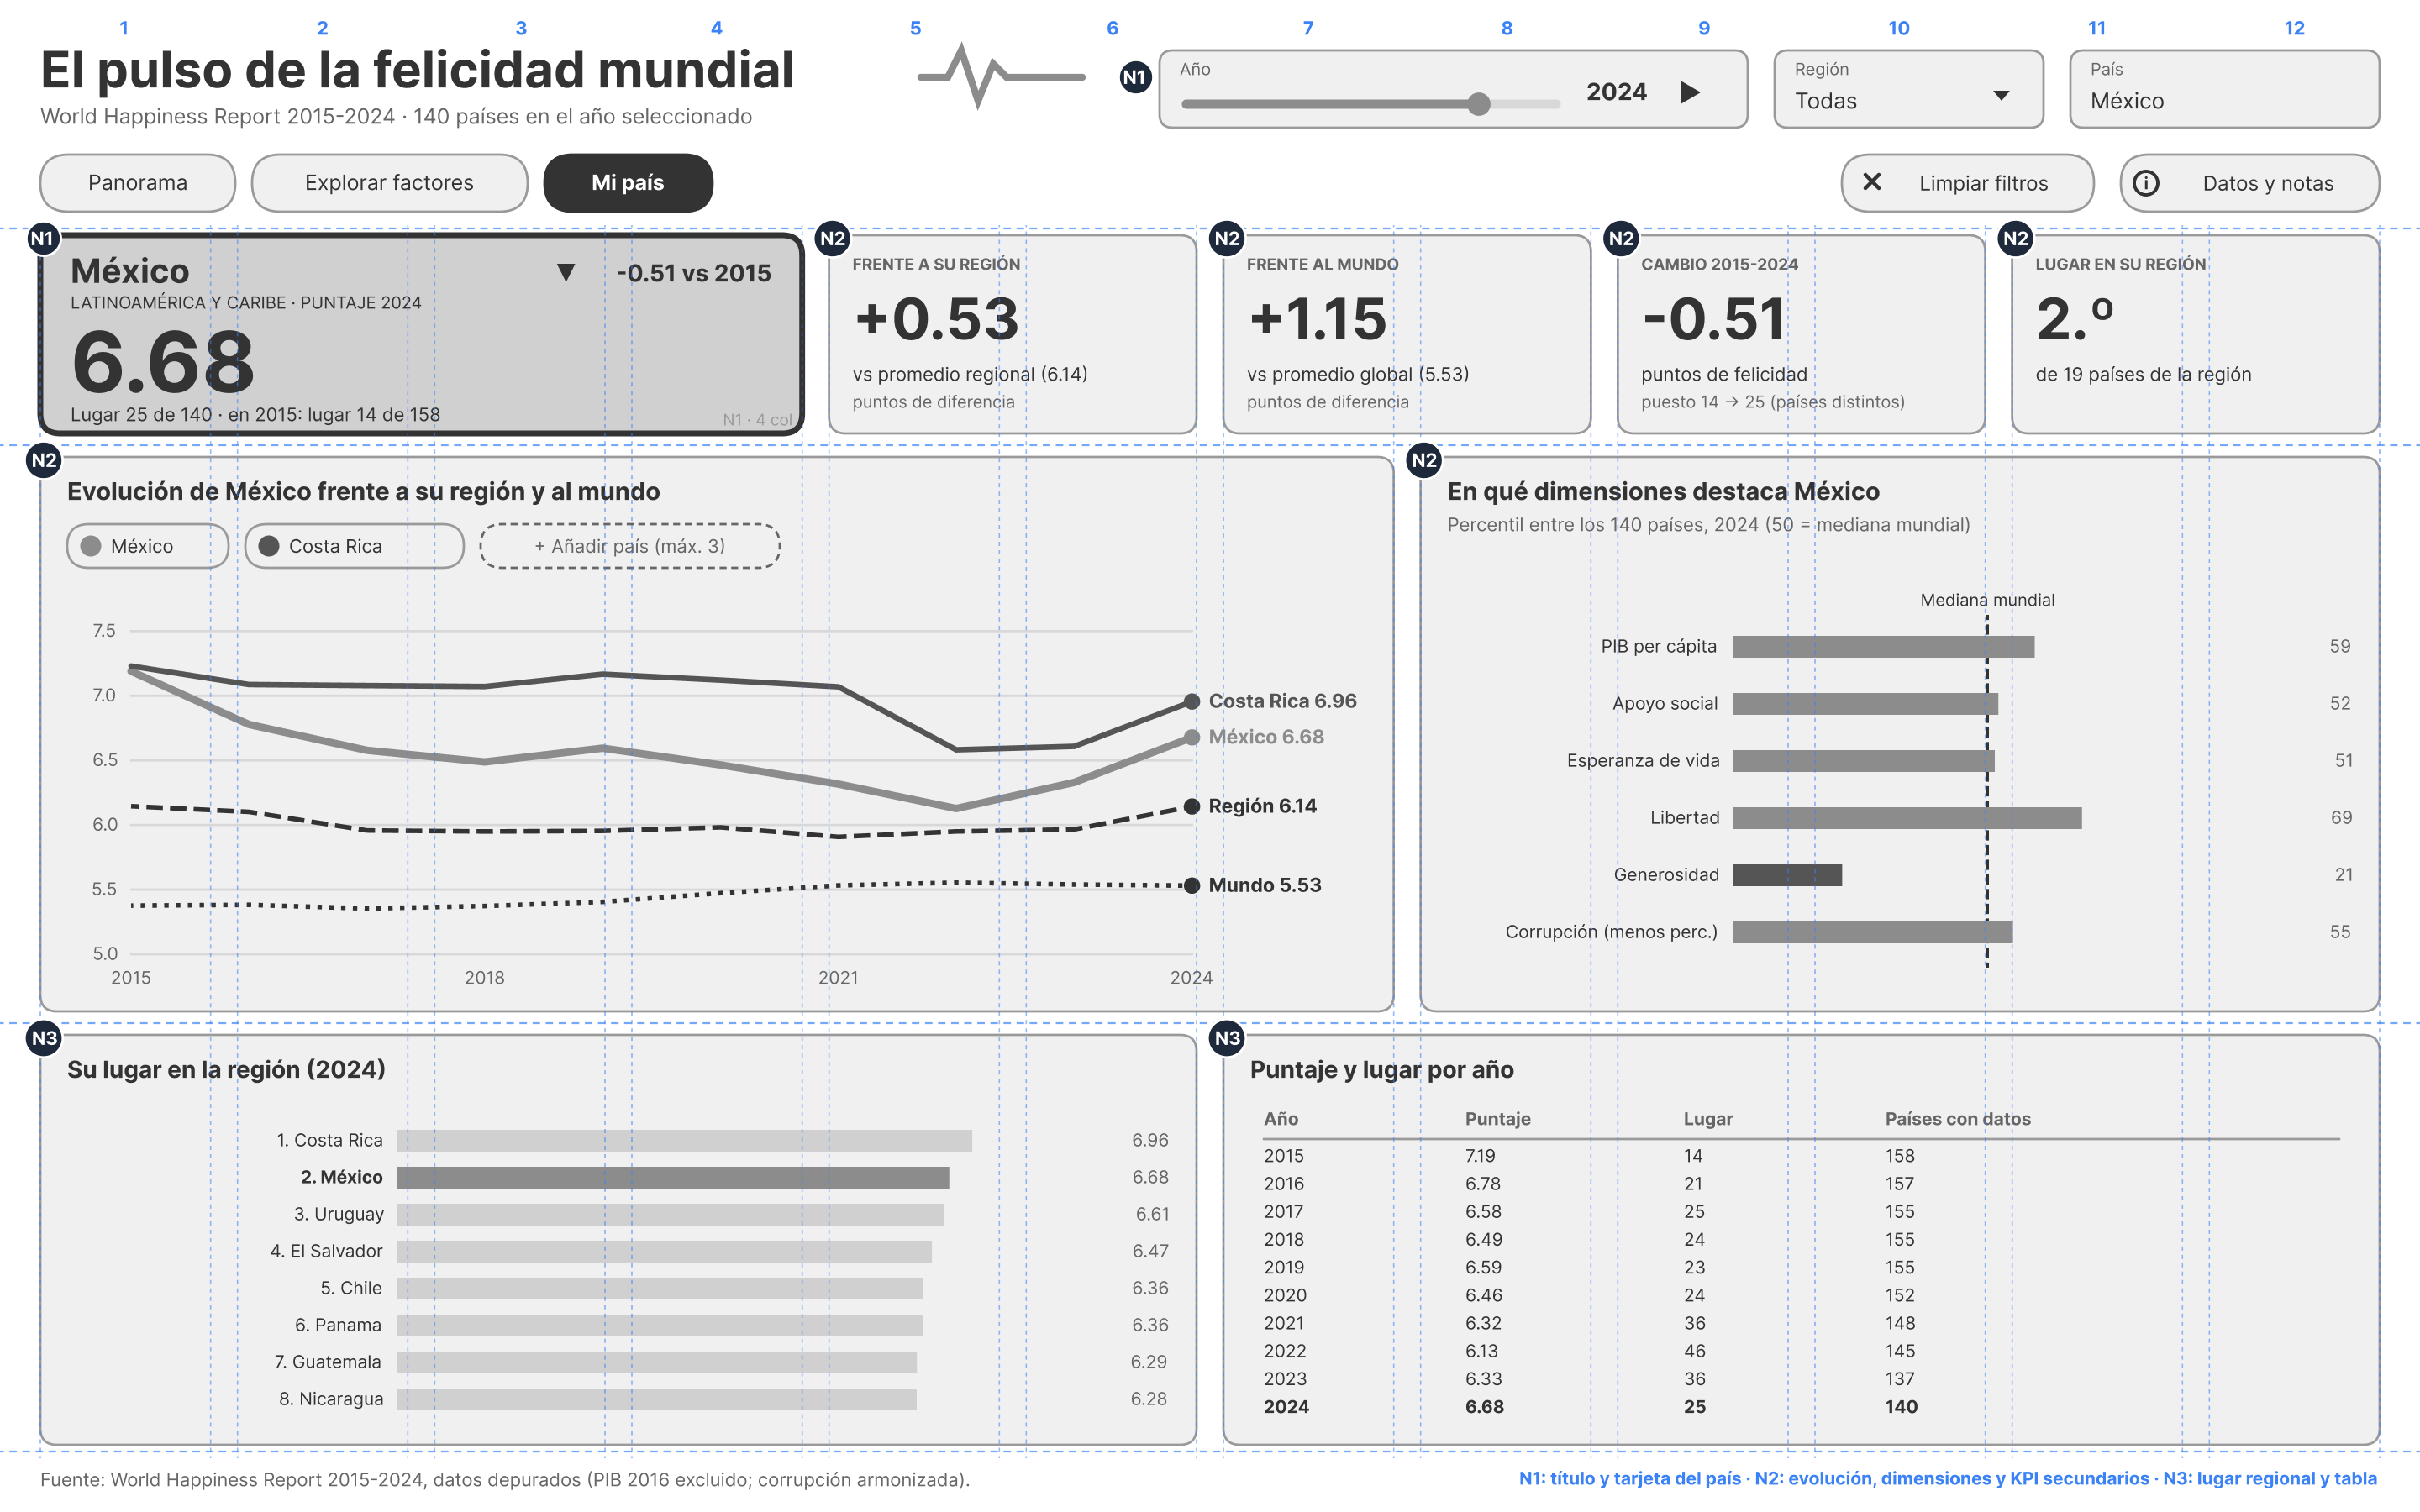 1 2 3 4 5 6 7 8 9 10 11 12
El pulso de la felicidad mundial
World Happiness Report 2015-2024 · 140 países en el año seleccionado
N1
Año
2024
Región
Todas
País
México
Panorama
Explorar factores
Mi país
Limpiar filtros
Datos y notas
N1
México
-0.51 vs 2015
LATINOAMÉRICA Y CARIBE · PUNTAJE 2024
6.68
Lugar 25 de 140 · en 2015: lugar 14 de 158
N1 · 4 col
N2
FRENTE A SU REGIÓN
+0.53
vs promedio regional (6.14)
puntos de diferencia
N2
FRENTE AL MUNDO
+1.15
vs promedio global (5.53)
puntos de diferencia
N2
CAMBIO 2015-2024
-0.51
puntos de felicidad
puesto 14 → 25 (países distintos)
N2
LUGAR EN SU REGIÓN
2.º
de 19 países de la región
N2
Evolución de México frente a su región y al mundo
México
Costa Rica
+ Añadir país (máx. 3)
7.5
7.0
6.5
6.0
5.5
5.0
2015 2018 2021 2024
Costa Rica 6.96
México 6.68
Región 6.14
Mundo 5.53
N2
En qué dimensiones destaca México
Percentil entre los 140 países, 2024 (50 = mediana mundial)
Mediana mundial
PIB per cápita 59
Apoyo social 52
Esperanza de vida 51
Libertad 69
Generosidad 21
Corrupción (menos perc.) 55
N3
Su lugar en la región (2024)
1. Costa Rica 6.96
2. México 6.68
3. Uruguay 6.61
4. El Salvador 6.47
5. Chile 6.36
6. Panama 6.36
7. Guatemala 6.29
8. Nicaragua 6.28
N3
Puntaje y lugar por año
Año Puntaje Lugar Países con datos
2015 7.19 14 158
2016 6.78 21 157
2017 6.58 25 155
2018 6.49 24 155
2019 6.59 23 155
2020 6.46 24 152
2021 6.32 36 148
2022 6.13 46 145
2023 6.33 36 137
2024 6.68 25 140
Fuente: World Happiness Report 2015-2024, datos depurados (PIB 2016 excluido; corrupción armonizada).
N1: título y tarjeta del país · N2: evolución, dimensiones y KPI secundarios · N3: lugar regional y tabla